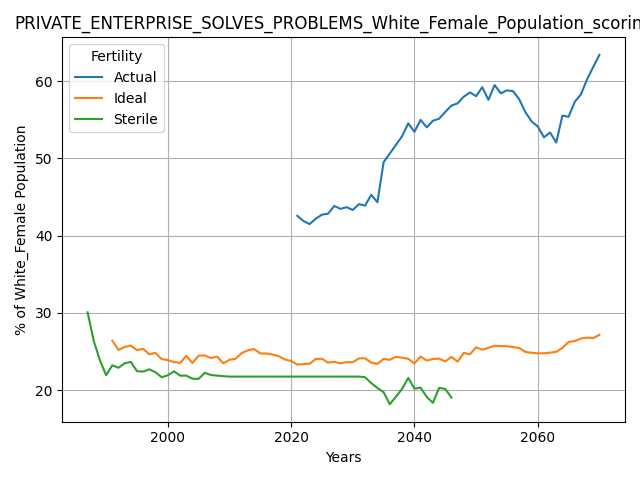 PRIVATE_ENTERPRISE_SOLVES_PROBLEMS_White_Female_Population_scorin
Fertility
Actual
Ideal
Sterile
% of White_Female Population
60
50
40
30
20
2000
2020
2040
2060
Years